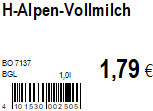 H-Alpen-Vollmilch
BO 7137
BGL 1,0l
1,79 €
4 101530 002505